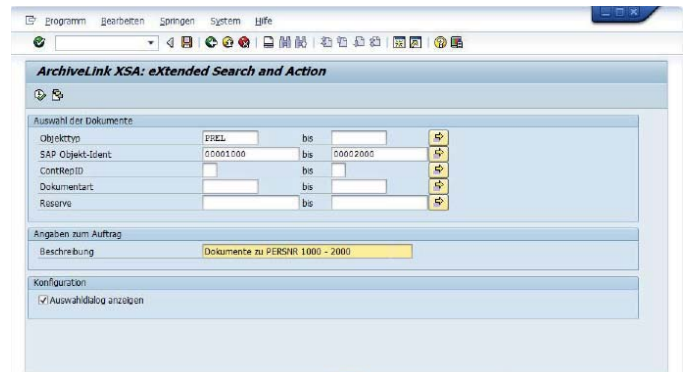 Programm Bearbeiten Springen System Hilfe
ArchiveLink XSA: eXtended Search and Action
Auswahl der Dokumente
Objekttyp PREL bis
SAP Objekt-Ident 00001000 bis 00002000
ContRepID bis
Dokumentart bis
Reserve bis
Angaben zum Auftrag
Beschreibung Dokumente zu PERSNR 1000 - 2000
Konfiguration
Auswahldialog anzeigen